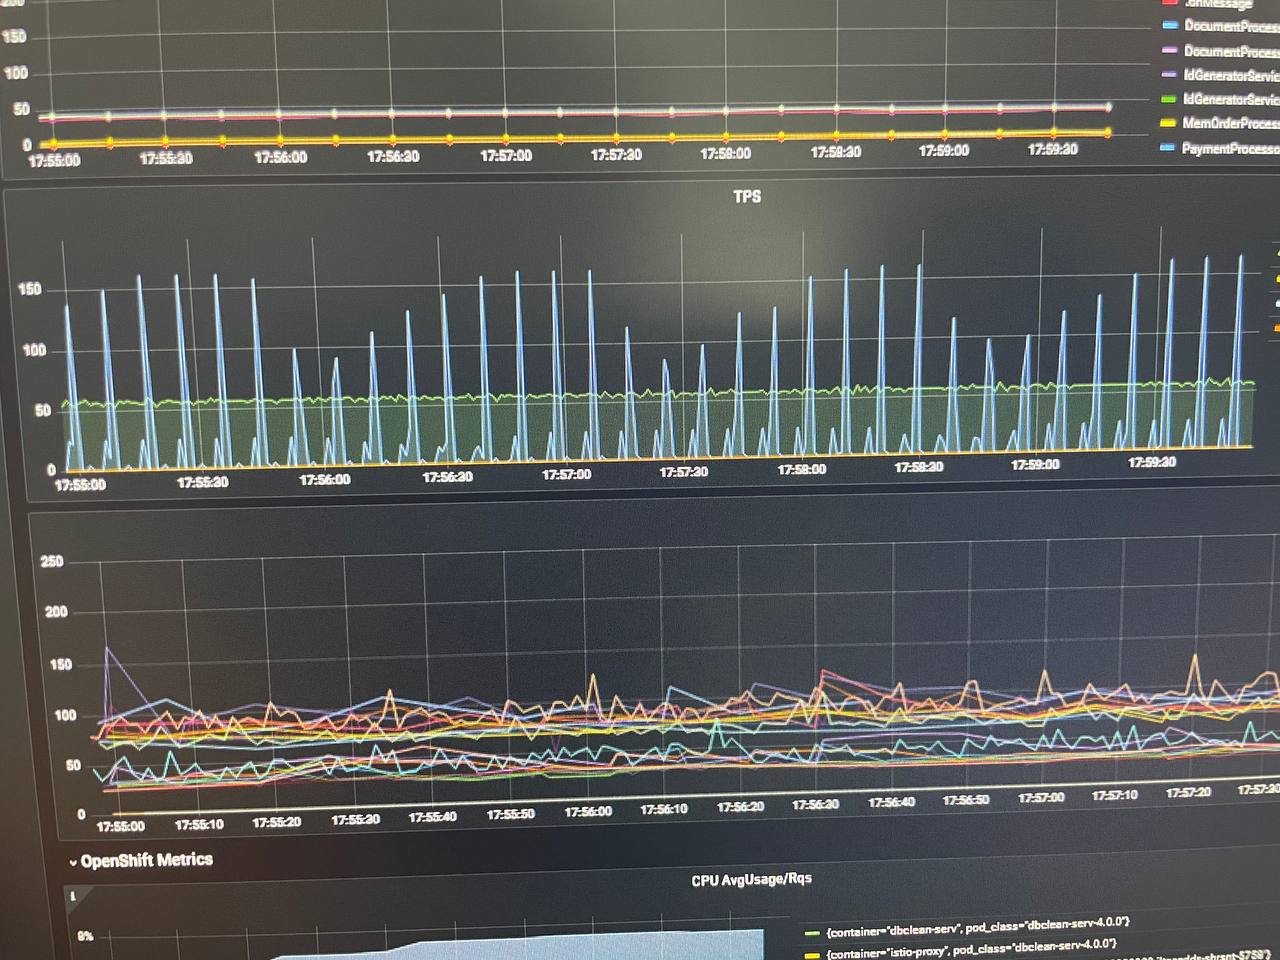 150
100
50
0
17:55:00 17:55:30 17:56:00 17:56:30 17:57:00 17:57:30 17:58:00 17:58:30 17:59:00 17:59:30
DocumentProces
DocumentProces
IdGeneratorServic
IdGeneratorServic
MemOrderProces
PaymentProcesso
TPS
150
100
50
0
17:55:00 17:55:30 17:56:00 17:56:30 17:57:00 17:57:30 17:58:00 17:58:30 17:59:00 17:59:30
250
200
150
100
50
0
17:55:00 17:55:10 17:55:20 17:55:30 17:55:40 17:55:50 17:56:00 17:56:10 17:56:20 17:56:30 17:56:40 17:56:50 17:57:00 17:57:10 17:57:20 17:57:30
OpenShift Metrics
i
CPU AvgUsage/Rqs
8%
{container="dbclean-serv", pod_class="dbclean-serv-4.0.0"}
{container="istio-proxy", pod_class="dbclean-serv-4.0.0"}